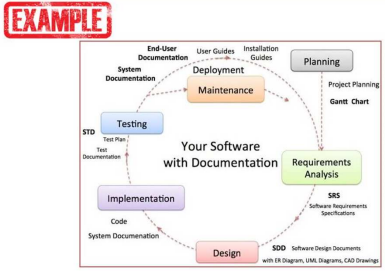 EXAMPLE
End-User
Documentation
User Guides
Installation
Guides
System
Documentation
Deployment
Maintenance
Planning
Project Planning
Gantt Chart
STD
Testing
Test Plan
Test
Documentation
Your Software
with Documentation
Requirements
Analysis
Implementation
SRS
Software Requirements
Specifications
Code
System Documenation
Design
SDD Software Design Documents
with ER Diagram, UML Diagrams, CAD Drawings